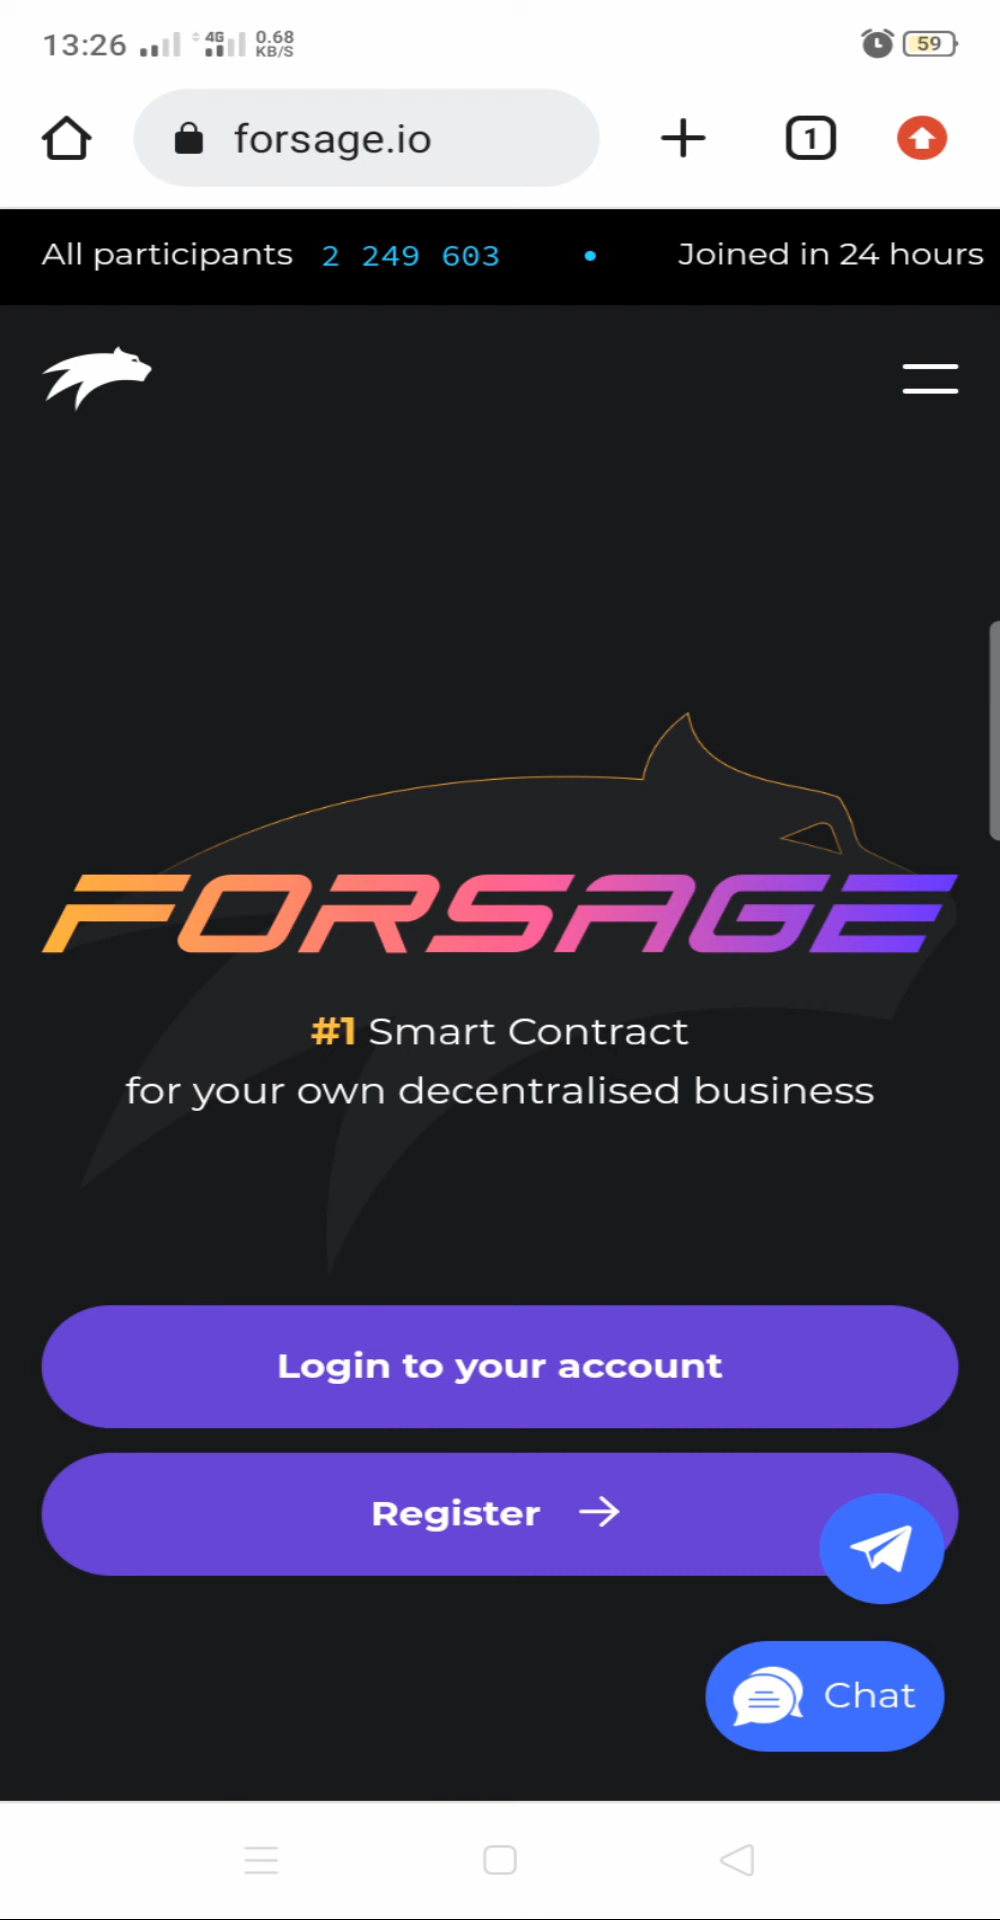 13:26 4G 0.68 KB/S 59
forsage.io 1
All participants 2 249 603 • Joined in 24 hours
FORSAGE
#1 Smart Contract
for your own decentralised business
Login to your account
Register →
Chat